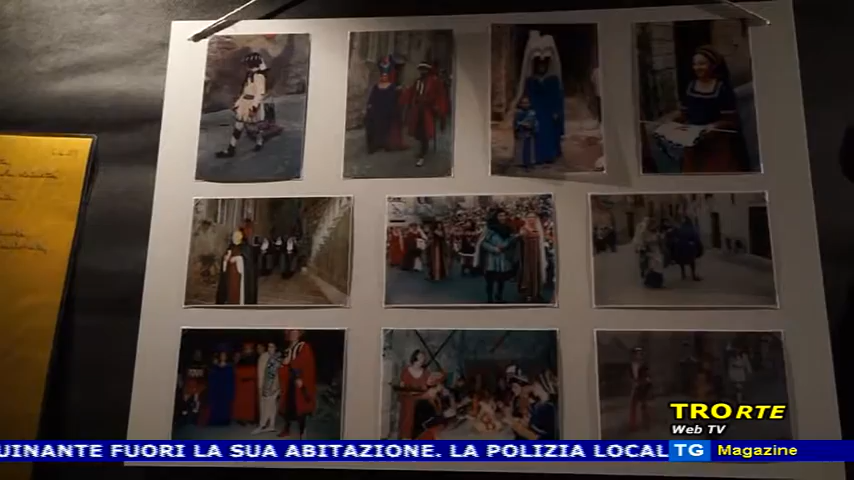 TRORTE
Web TV
UINANTE FUORI LA SUA ABITAZIONE. LA POLIZIA LOCAL
TG Magazine